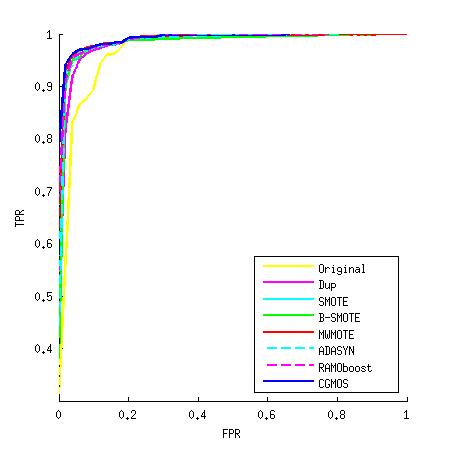 1
0.9
0.8
0.7
0.6
0.5
0.4
TPR
Original
Dup
SMOTE
B-SMOTE
MWMOTE
ADASYN
RAMOboost
CGMOS
0 0.2 0.4 0.6 0.8 1
FPR